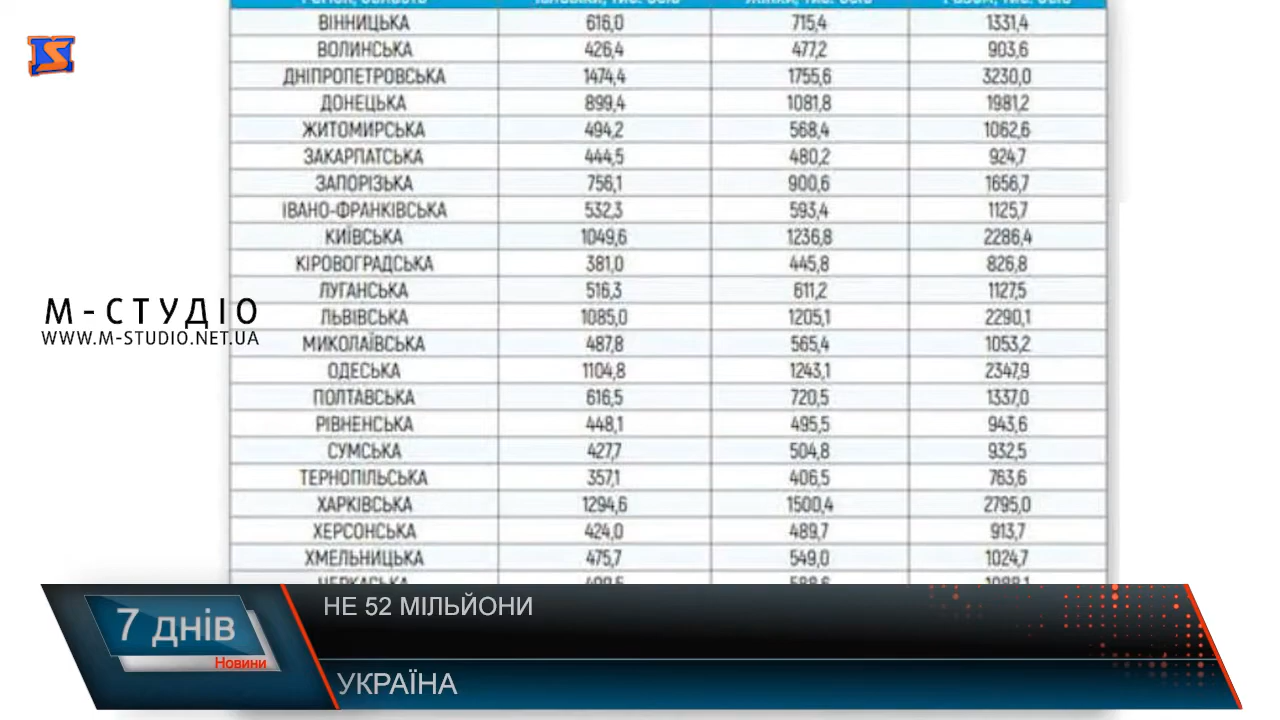 ВІННИЦЬКА 616,0 715,4 1331,4
ВОЛИНСЬКА 426,4 477,2 903,6
ДНІПРОПЕТРОВСЬКА 1474,4 1755,6 3230,0
ДОНЕЦЬКА 899,4 1081,8 1981,2
ЖИТОМИРСЬКА 494,2 568,4 1062,6
ЗАКАРПАТСЬКА 444,5 480,2 924,7
ЗАПОРІЗЬКА 756,1 900,6 1656,7
ІВАНО-ФРАНКІВСЬКА 532,3 593,4 1125,7
КИЇВСЬКА 1049,6 1236,8 2286,4
КІРОВОГРАДСЬКА 381,0 445,8 826,8
ЛУГАНСЬКА 516,3 611,2 1127,5
М-СТУДІО
ЛЬВІВСЬКА 1085,0 1205,1 2290,1
WWW.M-STUDIO.NET.UA
МИКОЛАЇВСЬКА 487,8 565,4 1053,2
ОДЕСЬКА 1104,8 1243,1 2347,9
ПОЛТАВСЬКА 616,5 720,5 1337,0
РІВНЕНСЬКА 448,1 495,5 943,6
СУМСЬКА 427,7 504,8 932,5
ТЕРНОПІЛЬСЬКА 357,1 406,5 763,6
ХАРКІВСЬКА 1294,6 1500,4 2795,0
ХЕРСОНСЬКА 424,0 489,7 913,7
ХМЕЛЬНИЦЬКА 475,7 549,0 1024,7
ЧЕРКАСЬКА
НЕ 52 МІЛЬЙОНИ
7 днів
Новини
УКРАЇНА